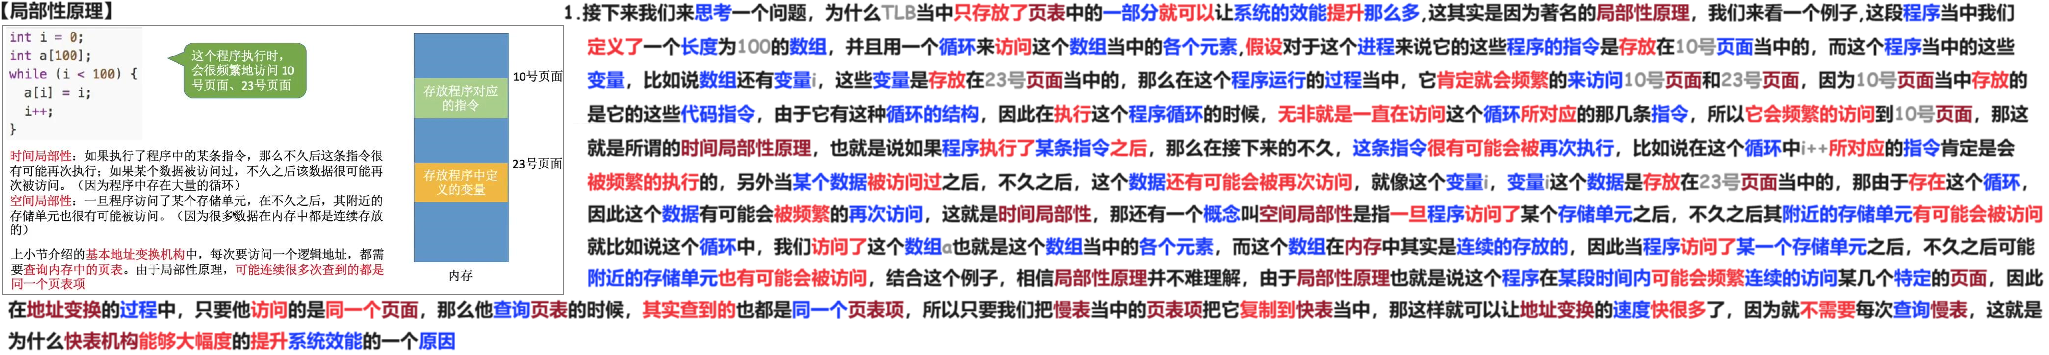 【局部性原理】
int i = 0;
int a[100];
while (i < 100) {
a[i] = i;
i++;
}
这个程序执行时，
会很频繁地访问 10
号页面、23号页面
10号页面
存放程序对应
的指令
23号页面
存放程序中定
义的变量
内存
时间局部性：如果执行了程序中的某条指令，那么不久后这条指令很
有可能再次执行；如果某个数据被访问过，不久之后该数据很可能再
次被访问。（因为程序中存在大量的循环）
空间局部性：一旦程序访问了某个存储单元，在不久之后，其附近的
存储单元也很有可能被访问。（因为很多数据在内存中都是连续存放
的）
上小节介绍的基本地址变换机构中，每次要访问一个逻辑地址，都需
要查询内存中的页表。由于局部性原理，可能连续很多次查到的都是
同一个页表项
1.接下来我们来思考一个问题，为什么TLB当中只存放了页表中的一部分就可以让系统的效能提升那么多,这其实是因为著名的局部性原理，我们来看一个例子,这段程序当中我们
定义了一个长度为100的数组，并且用一个循环来访问这个数组当中的各个元素,假设对于这个进程来说它的这些程序的指令是存放在10号页面当中的，而这个程序当中的这些
变量，比如说数组还有变量i，这些变量是存放在23号页面当中的，那么在这个程序运行的过程当中，它肯定就会频繁的来访问10号页面和23号页面，因为10号页面当中存放的
是它的这些代码指令，由于它有这种循环的结构，因此在执行这个程序循环的时候，无非就是一直在访问这个循环所对应的那几条指令，所以它会频繁的访问到10号页面，那这
就是所谓的时间局部性原理，也就是说如果程序执行了某条指令之后，那么在接下来的不久，这条指令很有可能会被再次执行，比如说在这个循环中i++所对应的指令肯定是会
被频繁的执行的，另外当某个数据被访问过之后，不久之后，这个数据还有可能会被再次访问，就像这个变量i，变量i这个数据是存放在23号页面当中的，那由于存在这个循环，
因此这个数据有可能会被频繁的再次访问，这就是时间局部性，那还有一个概念叫空间局部性是指一旦程序访问了某个存储单元之后，不久之后其附近的存储单元有可能会被访问
就比如说这个循环中，我们访问了这个数组a也就是这个数组当中的各个元素，而这个数组在内存中其实是连续的存放的，因此当程序访问了某一个存储单元之后，不久之后可能
附近的存储单元也有可能会被访问，结合这个例子，相信局部性原理并不难理解，由于局部性原理也就是说这个程序在某段时间内可能会频繁连续的访问某几个特定的页面，因此
在地址变换的过程中，只要他访问的是同一个页面，那么他查询页表的时候，其实查到的也都是同一个页表项，所以只要我们把慢表当中的页表项把它复制到快表当中，那这样就可以让地址变换的速度快很多了，因为就不需要每次查询慢表，这就是
为什么快表机构能够大幅度的提升系统效能的一个原因